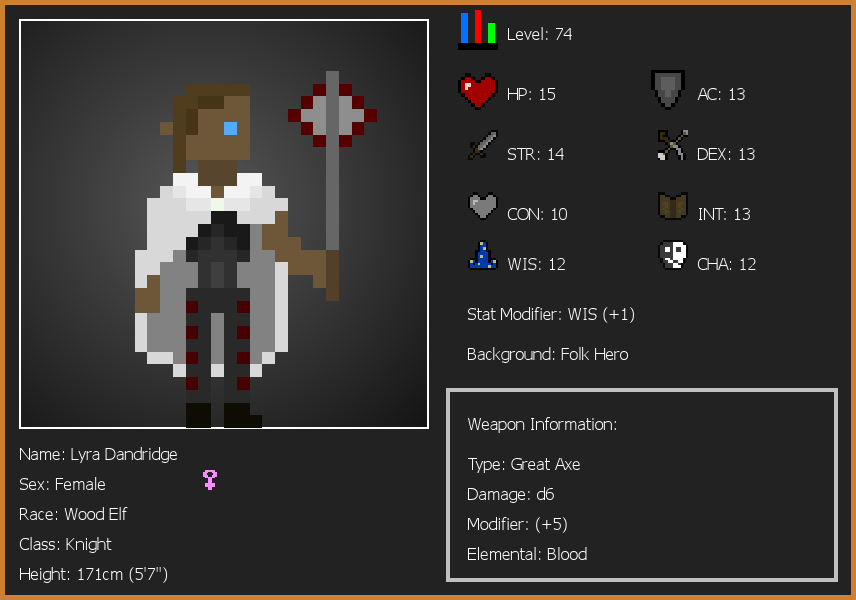 Level: 74
HP: 15
AC: 13
STR: 14
DEX: 13
CON: 10
INT: 13
WIS: 12
CHA: 12
Stat Modifier: WIS (+1)
Background: Folk Hero
Weapon Information:
Type: Great Axe
Damage: d6
Modifier: (+5)
Elemental: Blood
Name: Lyra Dandridge
Sex: Female
Race: Wood Elf
Class: Knight
Height: 171cm (5'7")